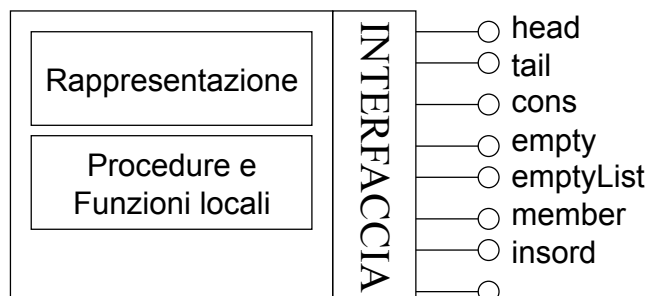 Rappresentazione
Procedure e
Funzioni locali
INTERFACCIA
head
tail
cons
empty
emptyList
member
insord